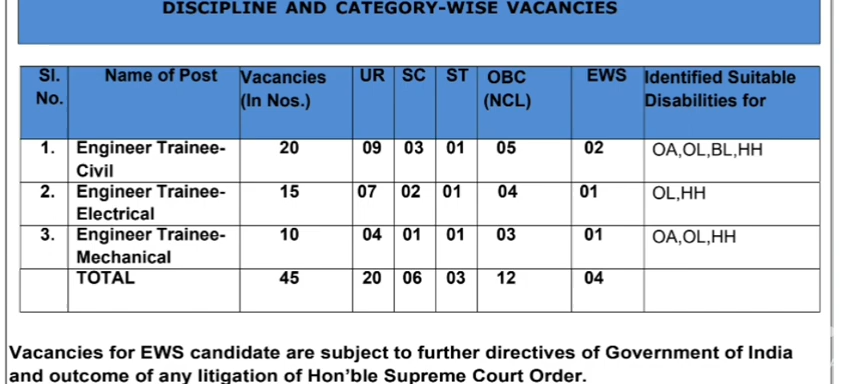 DISCIPLINE AND CATEGORY-WISE VACANCIES
Sl. No. Name of Post Vacancies (In Nos.) UR SC ST OBC (NCL) EWS Identified Suitable Disabilities for
1. Engineer Trainee-Civil 20 09 03 01 05 02 OA,OL,BL,HH
2. Engineer Trainee-Electrical 15 07 02 01 04 01 OL,HH
3. Engineer Trainee-Mechanical 10 04 01 01 03 01 OA,OL,HH
TOTAL 45 20 06 03 12 04
Vacancies for EWS candidate are subject to further directives of Government of India
and outcome of any litigation of Hon'ble Supreme Court Order.